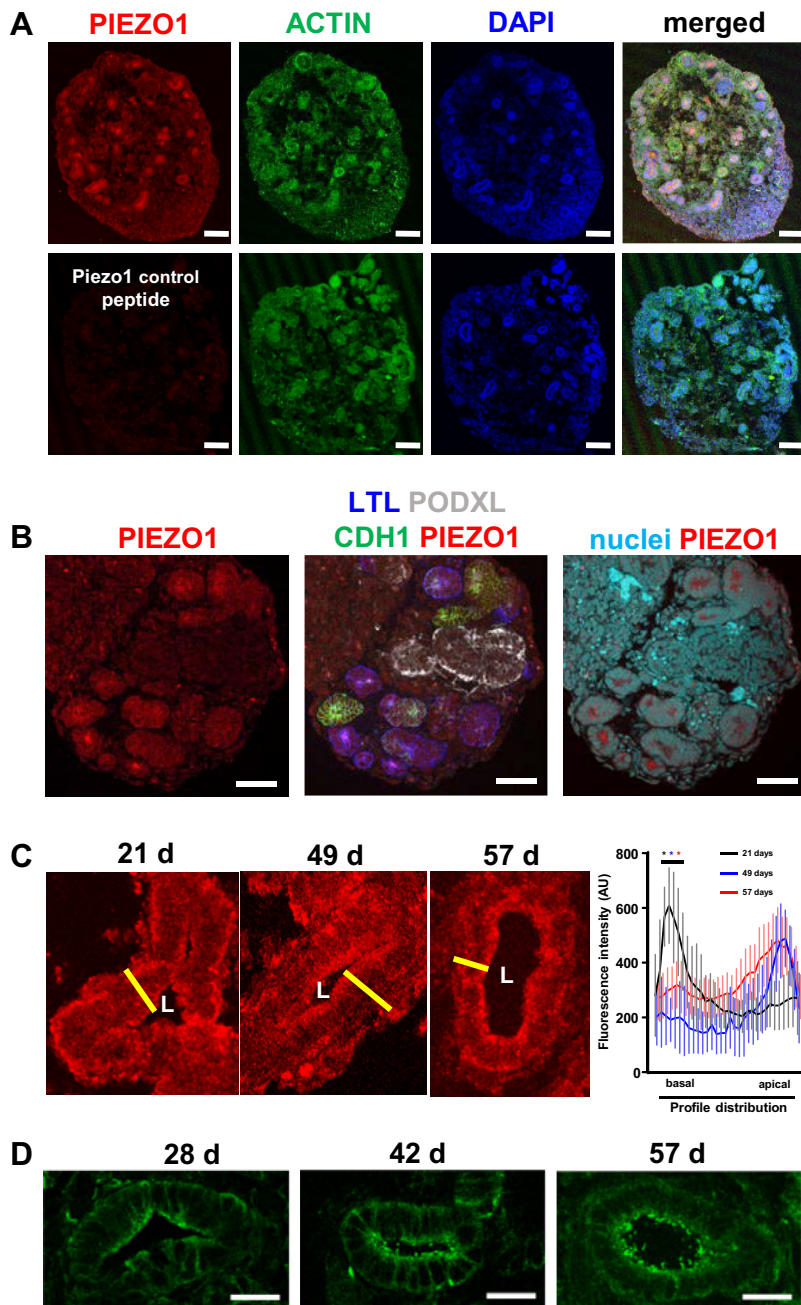 A
PIEZO1 ACTIN DAPI merged
Piezo1 control
peptide
LTL PODXL
B
PIEZO1 CDH1 PIEZO1 nuclei PIEZO1
C
21 d 49 d 57 d
L L L
800
600
400
200
0
* * *
21 days
49 days
57 days
Fluorescence intensity (AU)
basal apical
Profile distribution
D
28 d 42 d 57 d